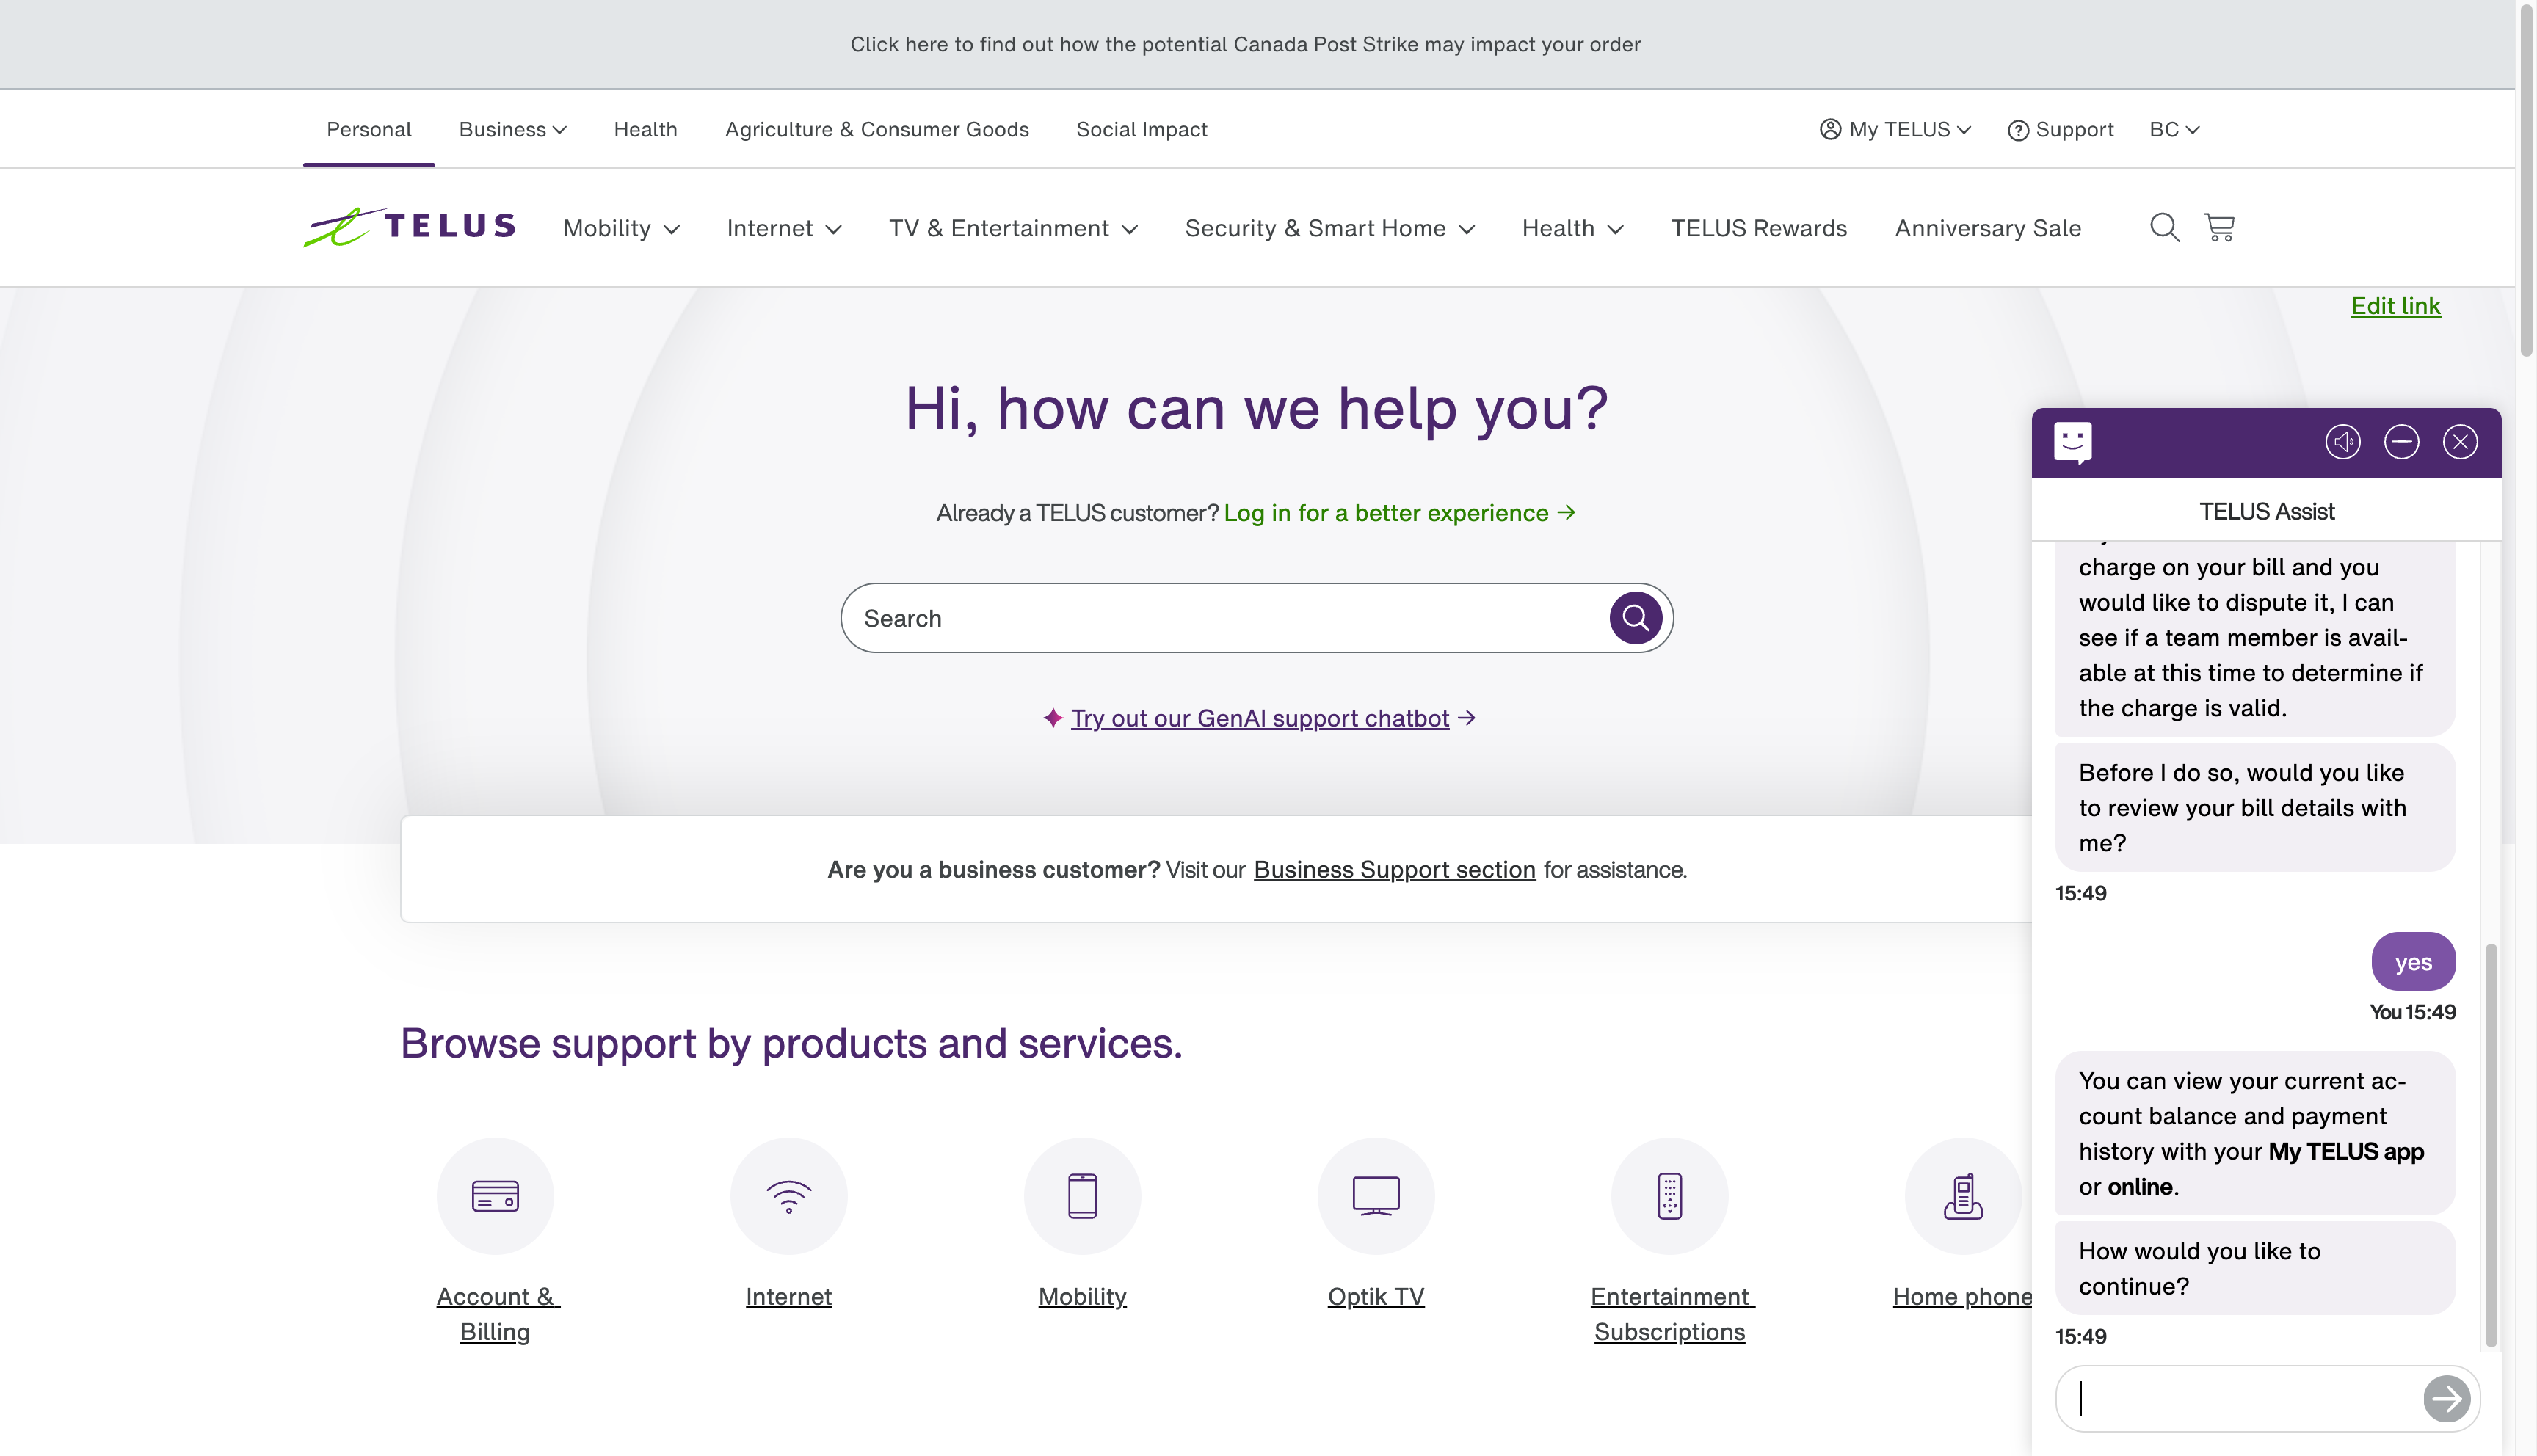 Click here to find out how the potential Canada Post Strike may impact your order
Personal
Business
Health
Agriculture & Consumer Goods
Social Impact
My TELUS
Support
BC
TELUS
Mobility
Internet
TV & Entertainment
Security & Smart Home
Health
TELUS Rewards
Anniversary Sale
Edit link
Hi, how can we help you?
Already a TELUS customer? Log in for a better experience →
Search
Try out our GenAI support chatbot →
Are you a business customer? Visit our Business Support section for assistance.
Browse support by products and services.
Account &
Billing
Internet
Mobility
Optik TV
Entertainment
Subscriptions
Home phone
TELUS Assist
charge on your bill and you
would like to dispute it, I can
see if a team member is avail-
able at this time to determine if
the charge is valid.
Before I do so, would you like
to review your bill details with
me?
15:49
yes
You 15:49
You can view your current ac-
count balance and payment
history with your My TELUS app
or online.
How would you like to
continue?
15:49